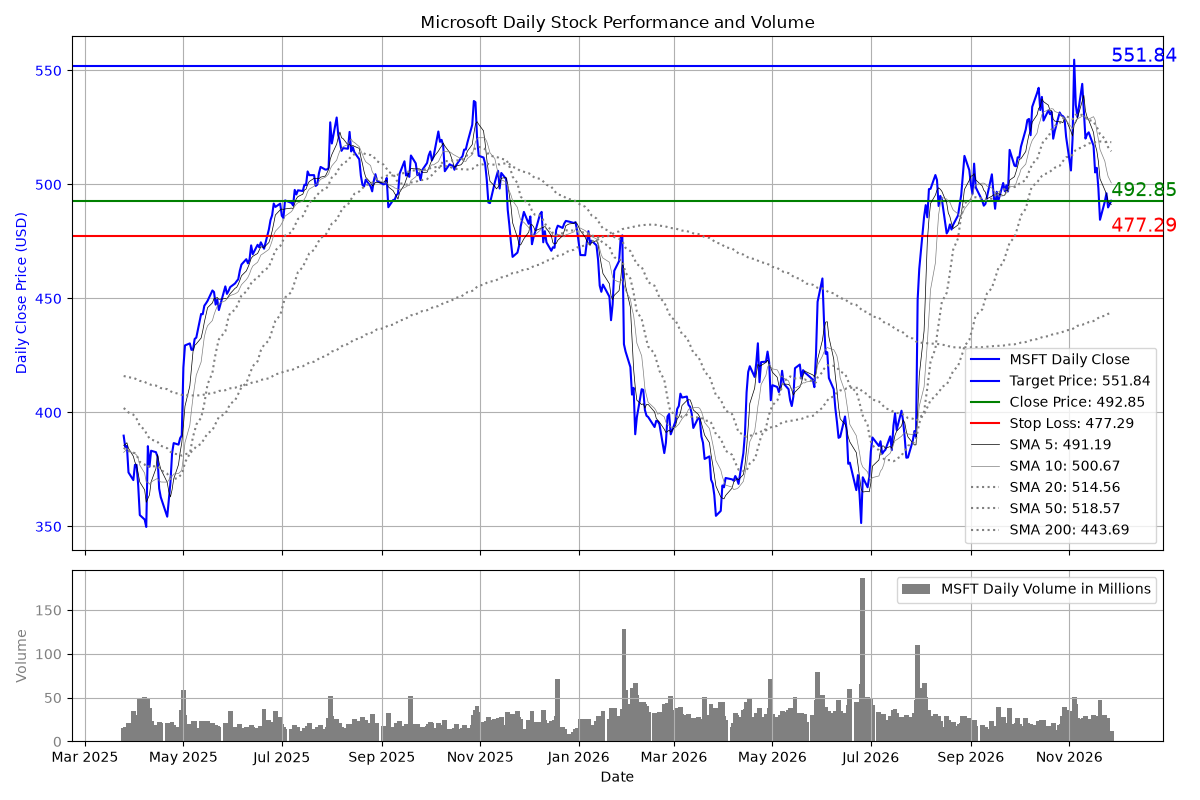 Microsoft Daily Stock Performance and Volume
Daily Close Price (USD)
550
500
450
400
350
551.84
492.85
477.29
MSFT Daily Close
Target Price: 551.84
Close Price: 492.85
Stop Loss: 477.29
SMA 5: 491.19
SMA 10: 500.67
SMA 20: 514.56
SMA 50: 518.57
SMA 200: 443.69
Volume
150
100
50
0
MSFT Daily Volume in Millions
Mar 2025 May 2025 Jul 2025 Sep 2025 Nov 2025 Jan 2026 Mar 2026 May 2026 Jul 2026 Sep 2026 Nov 2026
Date